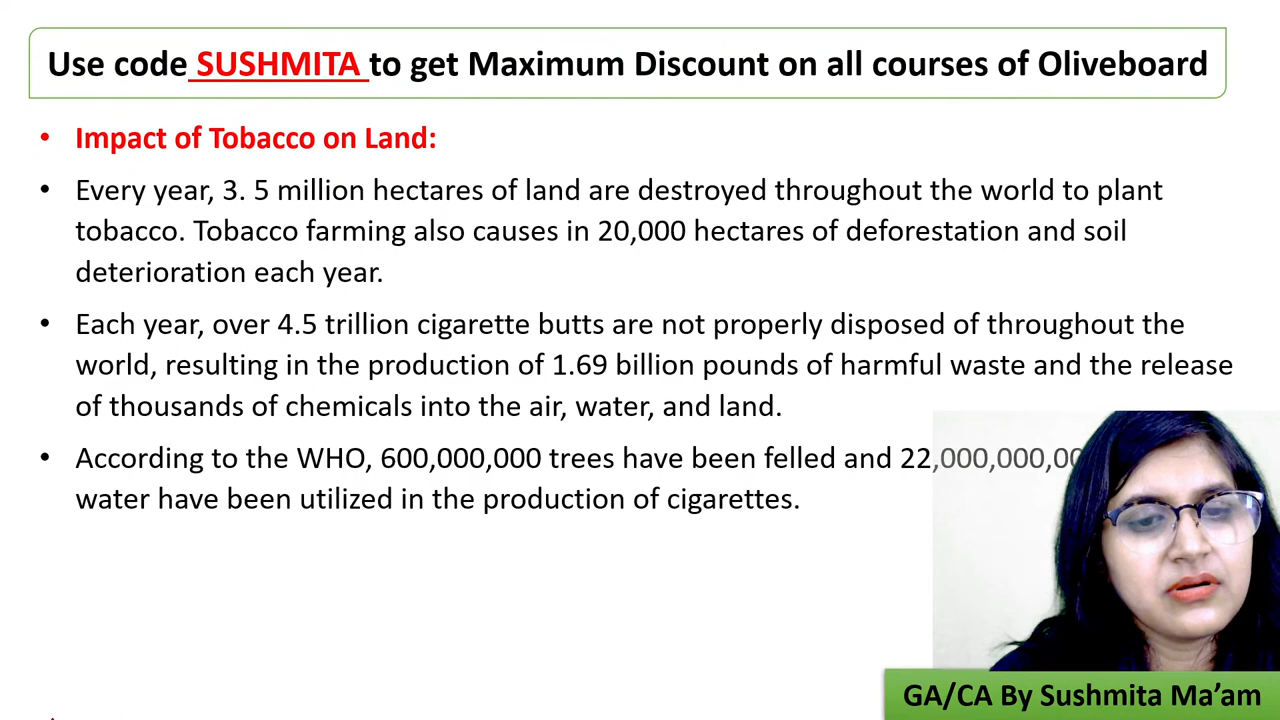 Use code SUSHMITA to get Maximum Discount on all courses of Oliveboard
• Impact of Tobacco on Land:
• Every year, 3. 5 million hectares of land are destroyed throughout the world to plant
tobacco. Tobacco farming also causes in 20,000 hectares of deforestation and soil
deterioration each year.
• Each year, over 4.5 trillion cigarette butts are not properly disposed of throughout the
world, resulting in the production of 1.69 billion pounds of harmful waste and the release
of thousands of chemicals into the air, water, and land.
• According to the WHO, 600,000,000 trees have been felled and
water have been utilized in the production of cigarettes.
GA/CA By Sushmita Ma’am